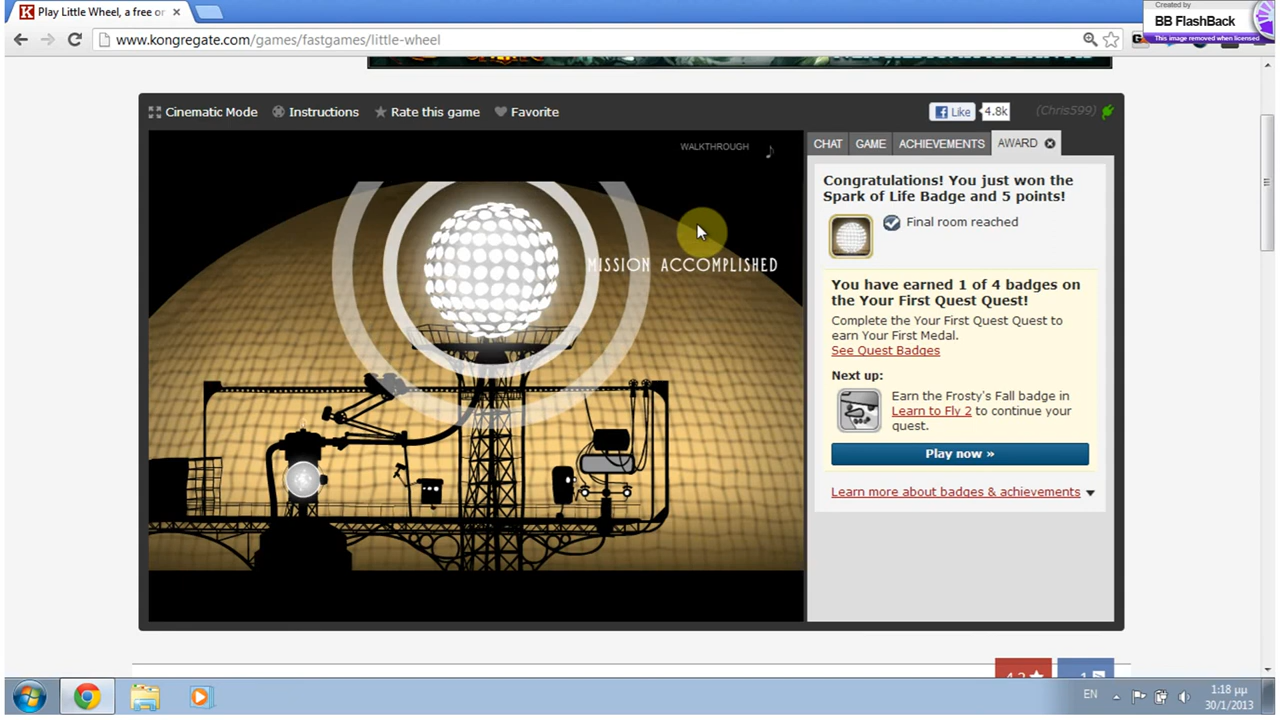 Play Little Wheel, a free or
Created by
BB FlashBack
This image removed when licensed
www.kongregate.com/games/fastgames/little-wheel
Cinematic Mode
Instructions
Rate this game
Favorite
Like
4.8k
(Chris599)
WALKTHROUGH
MISSION ACCOMPLISHED
CHAT
GAME
ACHIEVEMENTS
AWARD
Congratulations! You just won the
Spark of Life Badge and 5 points!
Final room reached
You have earned 1 of 4 badges on
the Your First Quest Quest!
Complete the Your First Quest Quest to
earn Your First Medal.
See Quest Badges
Next up:
Earn the Frosty's Fall badge in
Learn to Fly 2 to continue your
quest.
Play now »
Learn more about badges & achievements
EN
1:18 μμ
30/1/2013